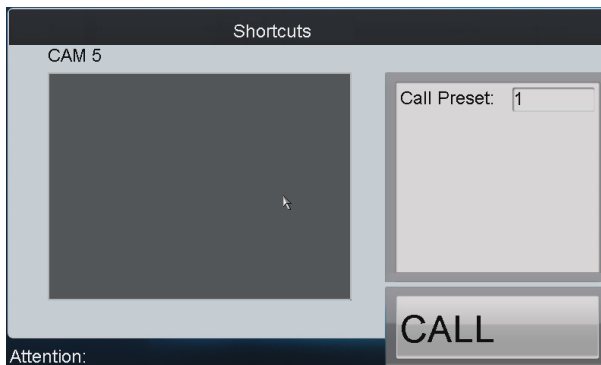 Shortcuts
CAM 5
Call Preset: 1
CALL
Attention: